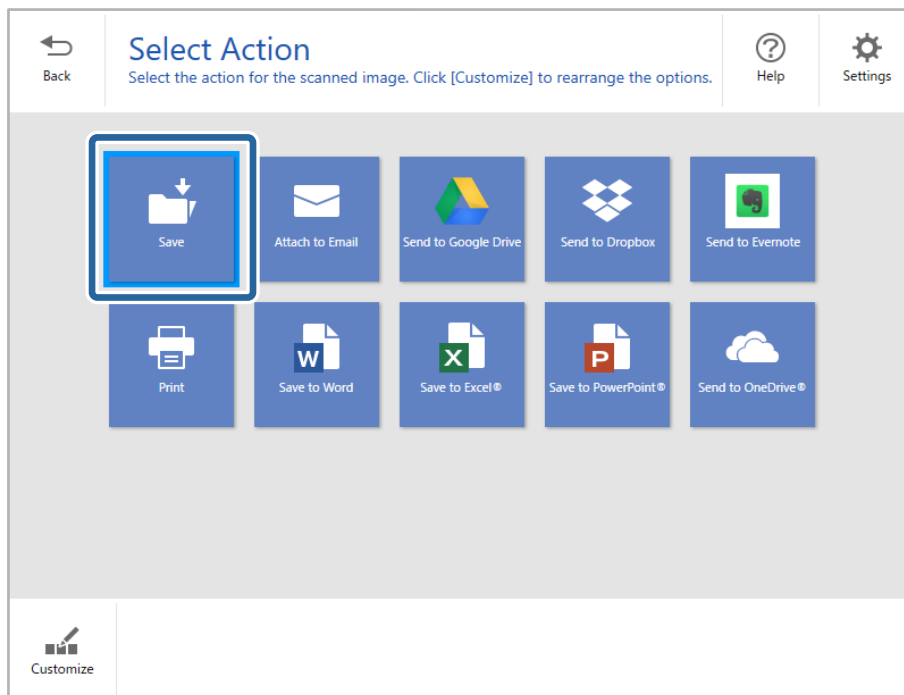 Back
Select Action
Select the action for the scanned image. Click [Customize] to rearrange the options.
Help
Settings
Save
Attach to Email
Send to Google Drive
Send to Dropbox
Send to Evernote
Print
W
Save to Word
X
Save to Excel®
P
Save to PowerPoint®
Send to OneDrive®
Customize